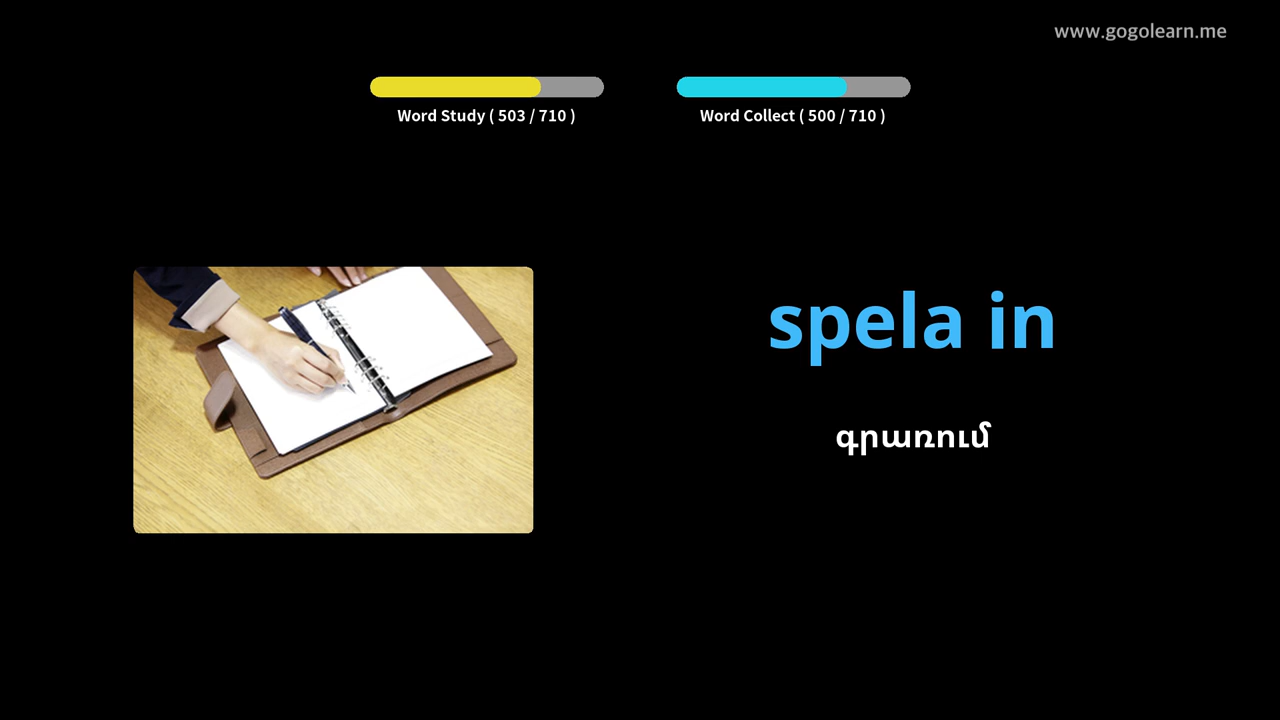 www.gogolearn.me
Word Study ( 503 / 710 )
Word Collect ( 500 / 710 )
spela in
գրառում